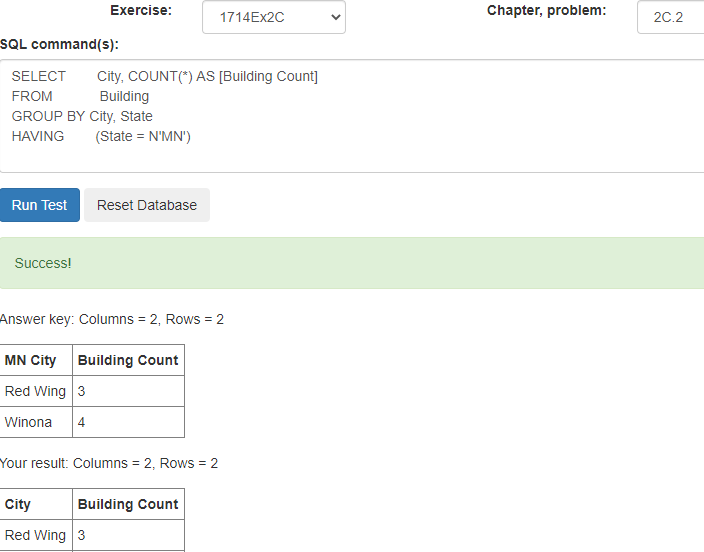 Exercise: 1714Ex2C Chapter, problem: 2C.2
SQL command(s):
SELECT City, COUNT(*) AS [Building Count]
FROM Building
GROUP BY City, State
HAVING (State = N'MN')
Run Test Reset Database
Success!
Answer key: Columns = 2, Rows = 2
MN City Building Count
Red Wing 3
Winona 4
Your result: Columns = 2, Rows = 2
City Building Count
Red Wing 3